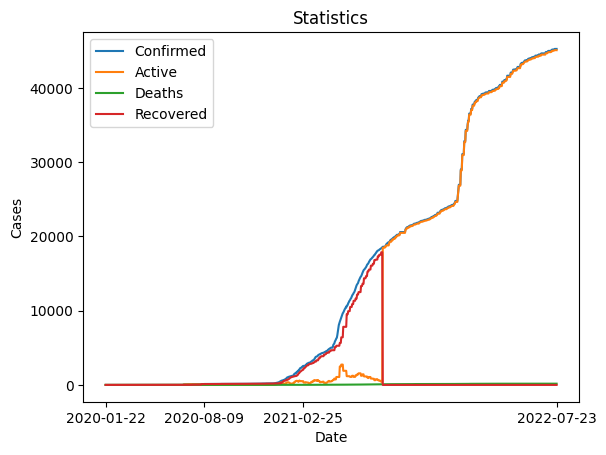 Statistics
Confirmed
Active
Deaths
Recovered
Cases
40000
30000
20000
10000
0
2020-01-22 2020-08-09 2021-02-25 2022-07-23
Date